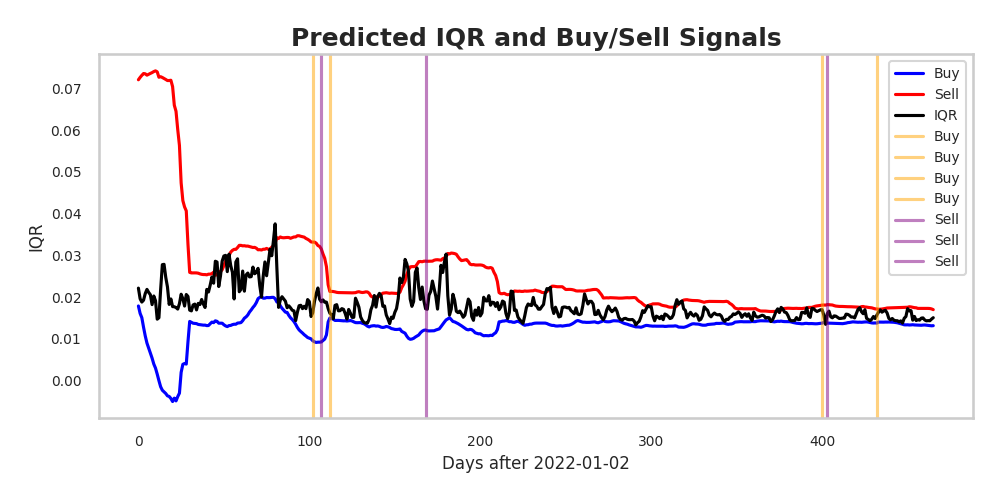 Predicted IQR and Buy/Sell Signals
0.07
0.06
0.05
0.04
0.03
0.02
0.01
0.00
IQR
0 100 200 300 400
Days after 2022-01-02
Buy
Sell
IQR
Buy
Buy
Buy
Buy
Sell
Sell
Sell